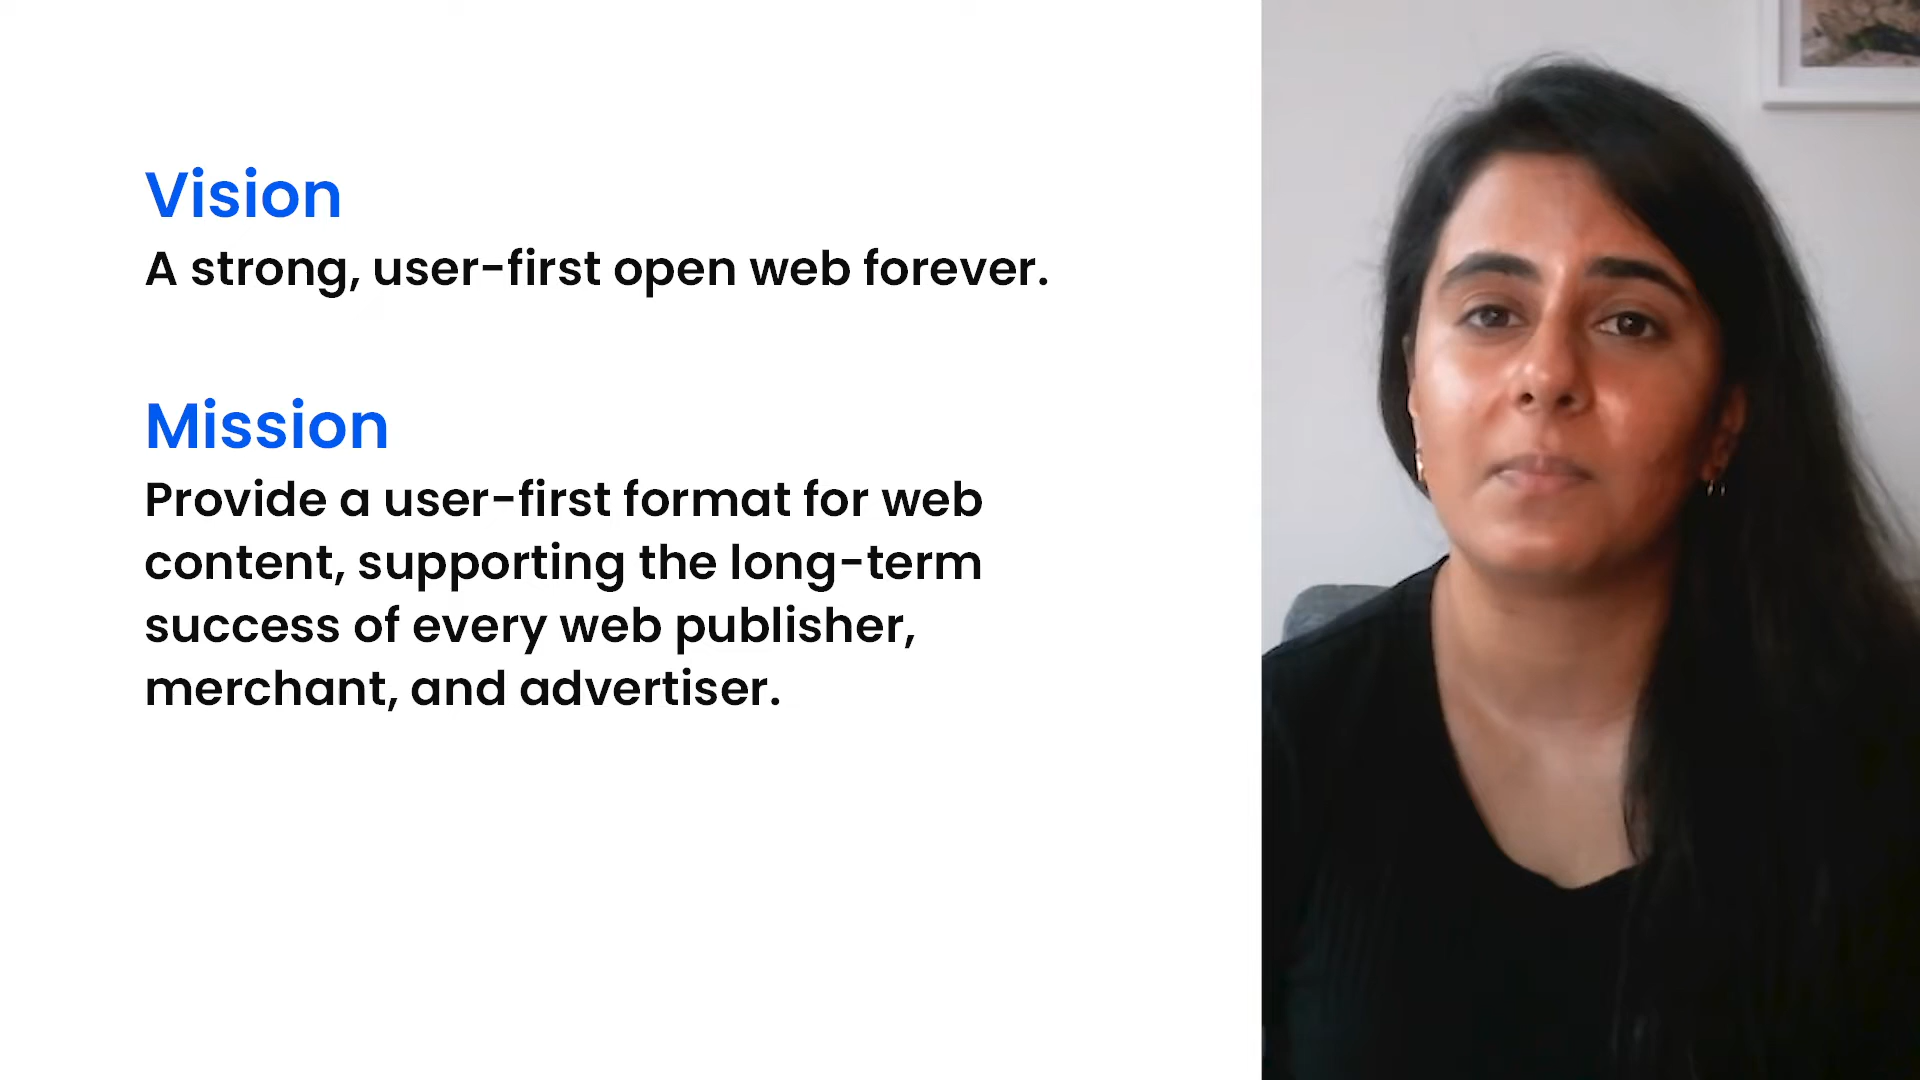 Vision
A strong, user-first open web forever.
Mission
Provide a user-first format for web
content, supporting the long-term
success of every web publisher,
merchant, and advertiser.